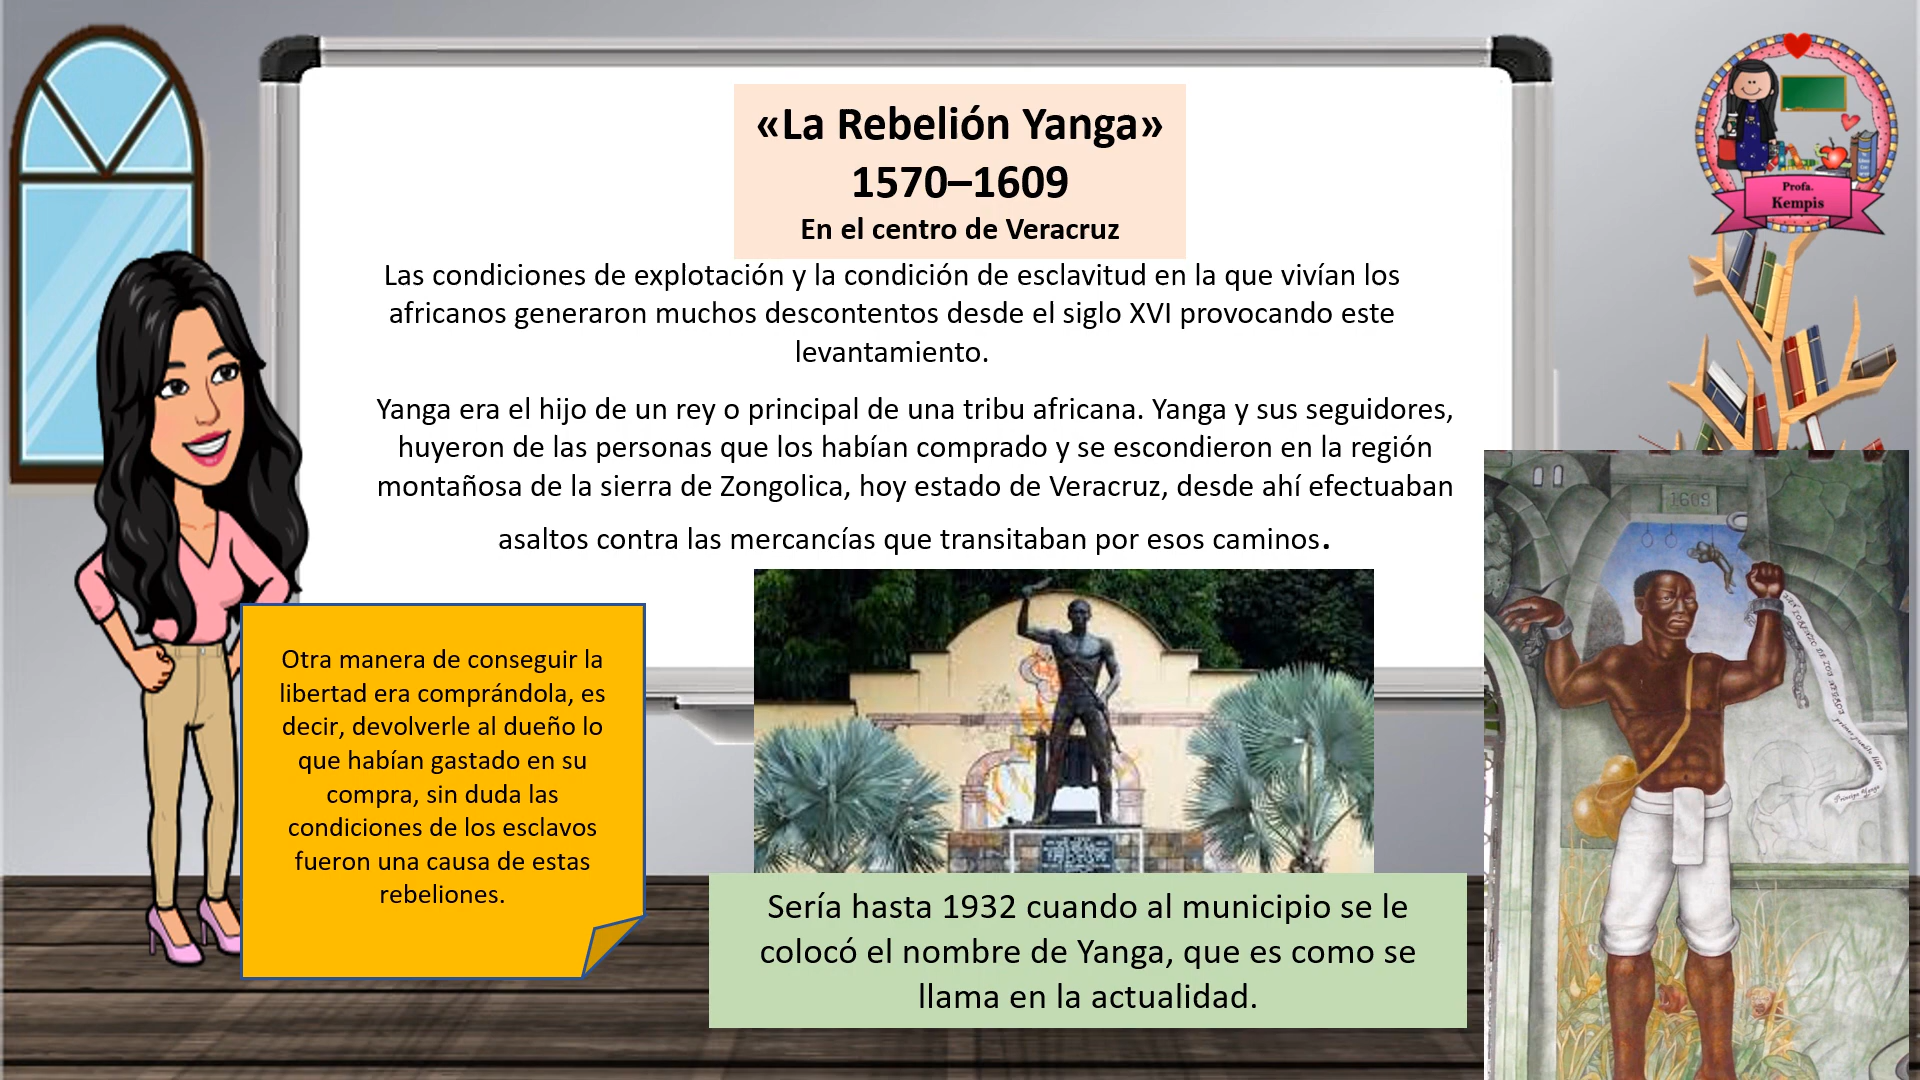 «La Rebelión Yanga»
1570–1609
En el centro de Veracruz
Las condiciones de explotación y la condición de esclavitud en la que vivían los
africanos generaron muchos descontentos desde el siglo XVI provocando este
levantamiento.
Yanga era el hijo de un rey o principal de una tribu africana. Yanga y sus seguidores,
huyeron de las personas que los habían comprado y se escondieron en la región
montañosa de la sierra de Zongolica, hoy estado de Veracruz, desde ahí efectuaban
asaltos contra las mercancías que transitaban por esos caminos.
Otra manera de conseguir la
libertad era comprándola, es
decir, devolverle al dueño lo
que habían gastado en su
compra, sin duda las
condiciones de los esclavos
fueron una causa de estas
rebeliones.
Sería hasta 1932 cuando al municipio se le
colocó el nombre de Yanga, que es como se
llama en la actualidad.
Profa.
Kempis
1609